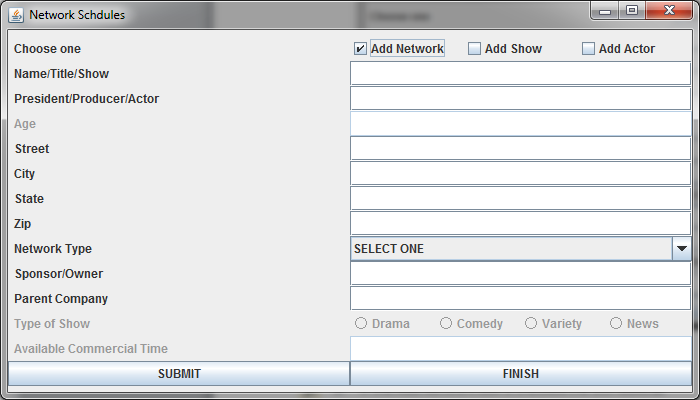 Network Schdules
Choose one Add Network Add Show Add Actor
Name/Title/Show
President/Producer/Actor
Age
Street
City
State
Zip
Network Type SELECT ONE
Sponsor/Owner
Parent Company
Type of Show Drama Comedy Variety News
Available Commercial Time
SUBMIT FINISH